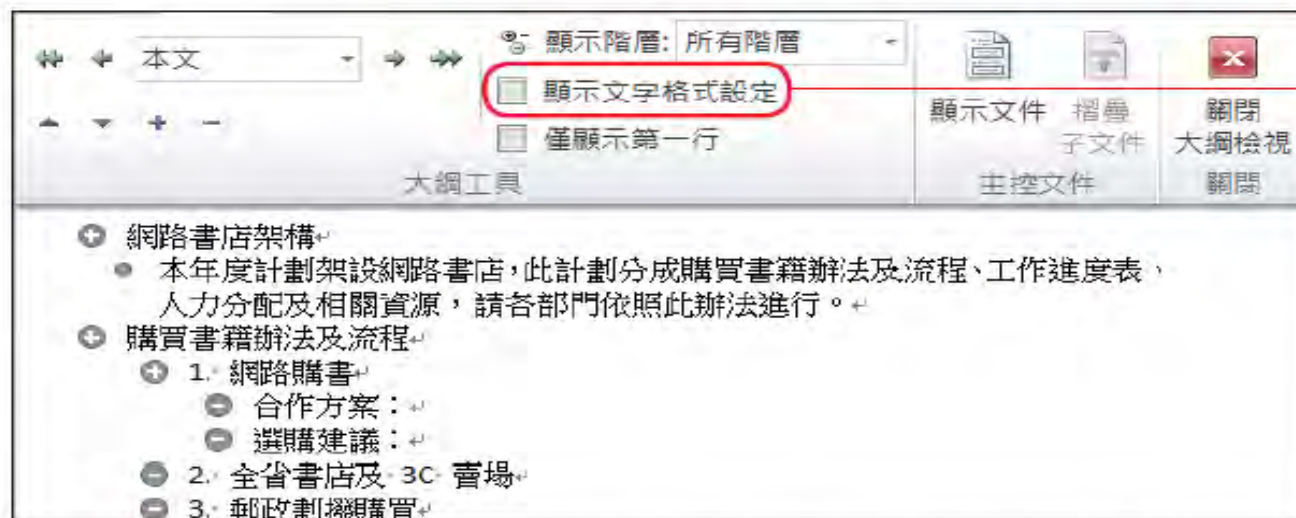 本文
顯示階層: 所有階層
顯示文字格式設定
僅顯示第一行
大綱工具
顯示文件
摺疊
子文件
主控文件
關閉
大綱檢視
關閉
網路書店架構
本年度計劃架設網路書店,此計劃分成購買書籍辦法及流程、工作進度表、
人力分配及相關資源,請各部門依照此辦法進行。
購買書籍辦法及流程
1. 網路購書
合作方案:
選購建議:
2. 全省書店及 3C 賣場
3. 郵政劃撥購買